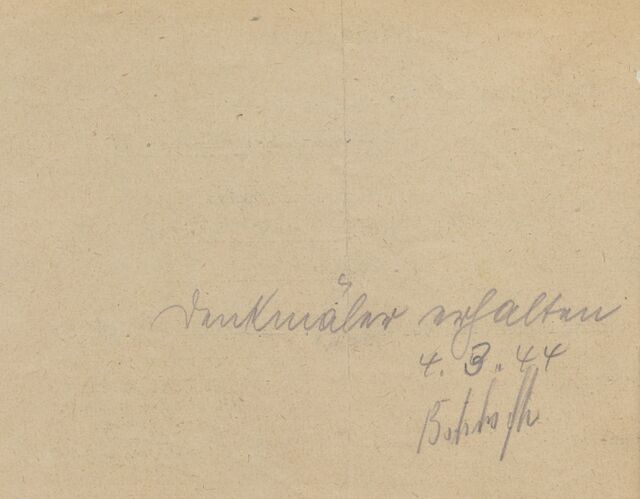 Denkmäler erhalten
4. 3. 44